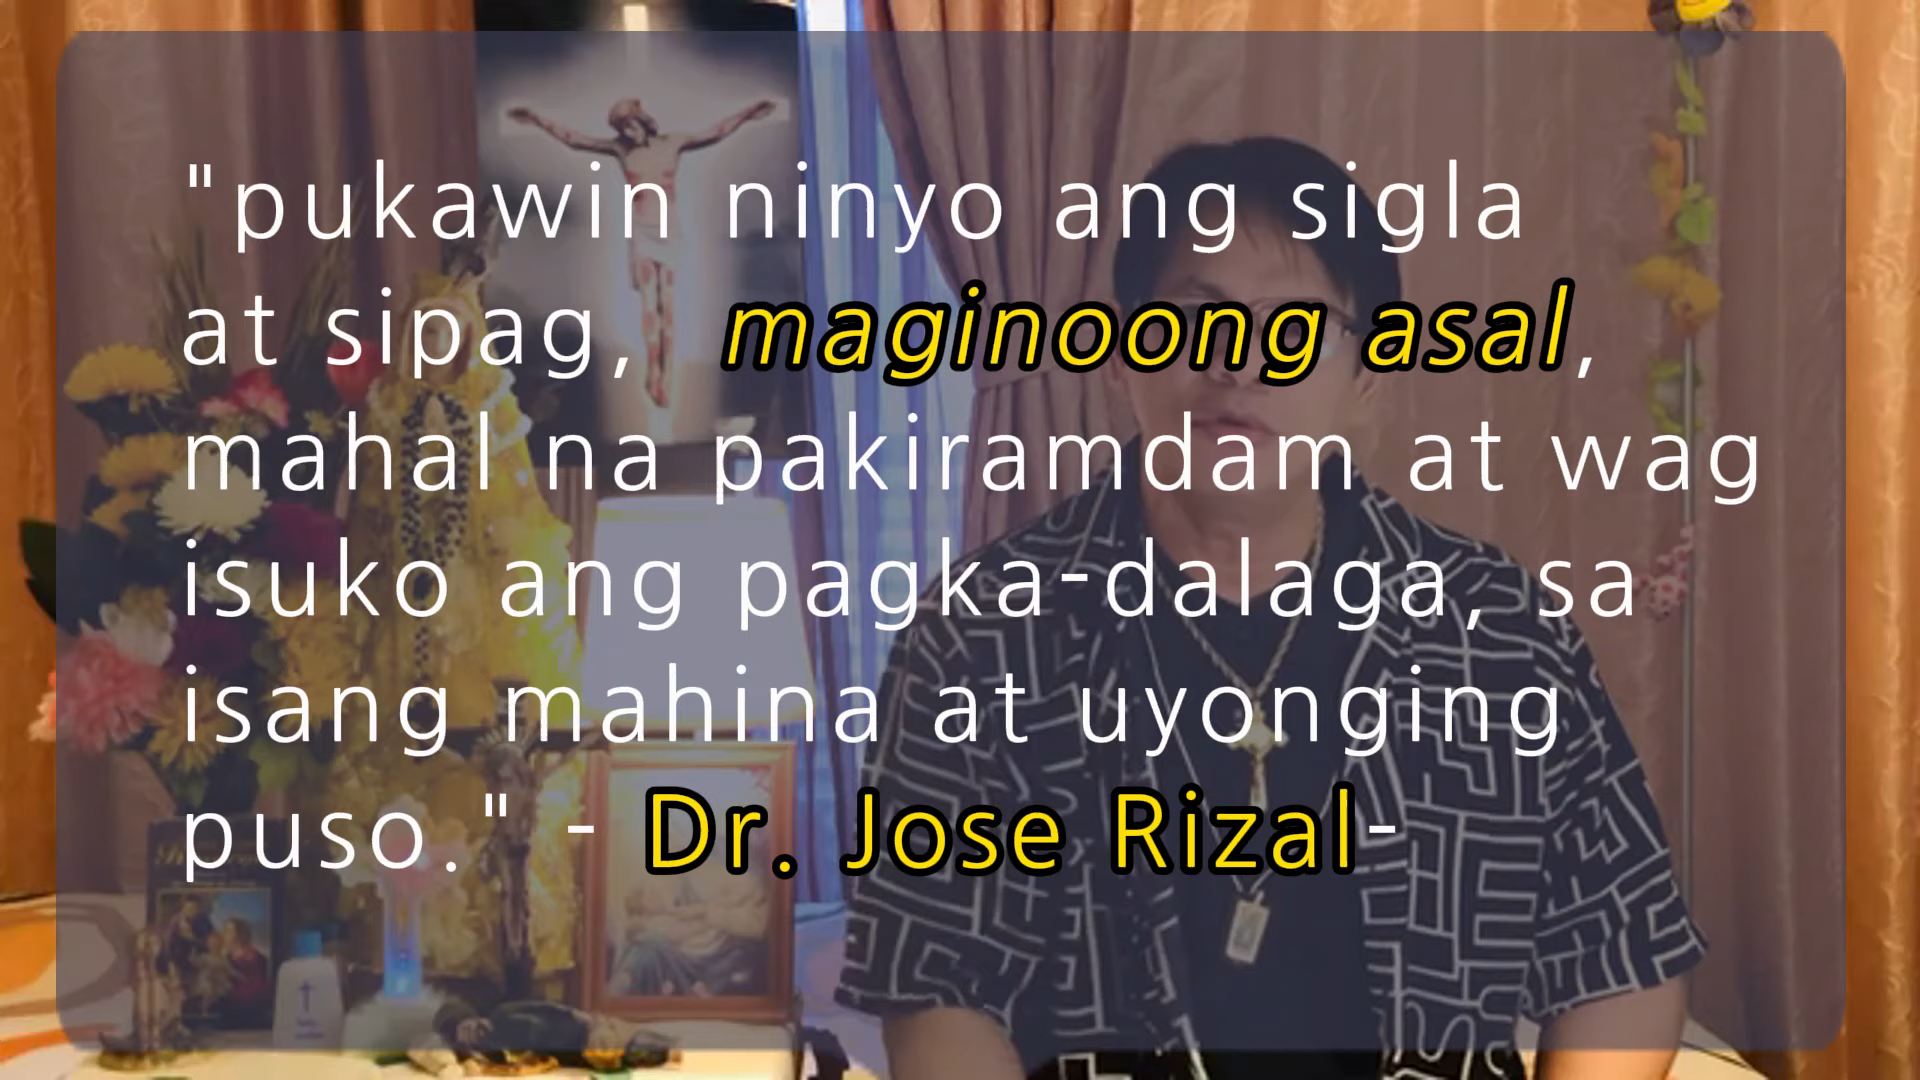 "pukawin ninyo ang sigla
at sipag, maginoong asal,
mahal na pakiramdam at wag
isuko ang pagka-dalaga, sa
isang mahina at uyonging
puso." - Dr. Jose Rizal-